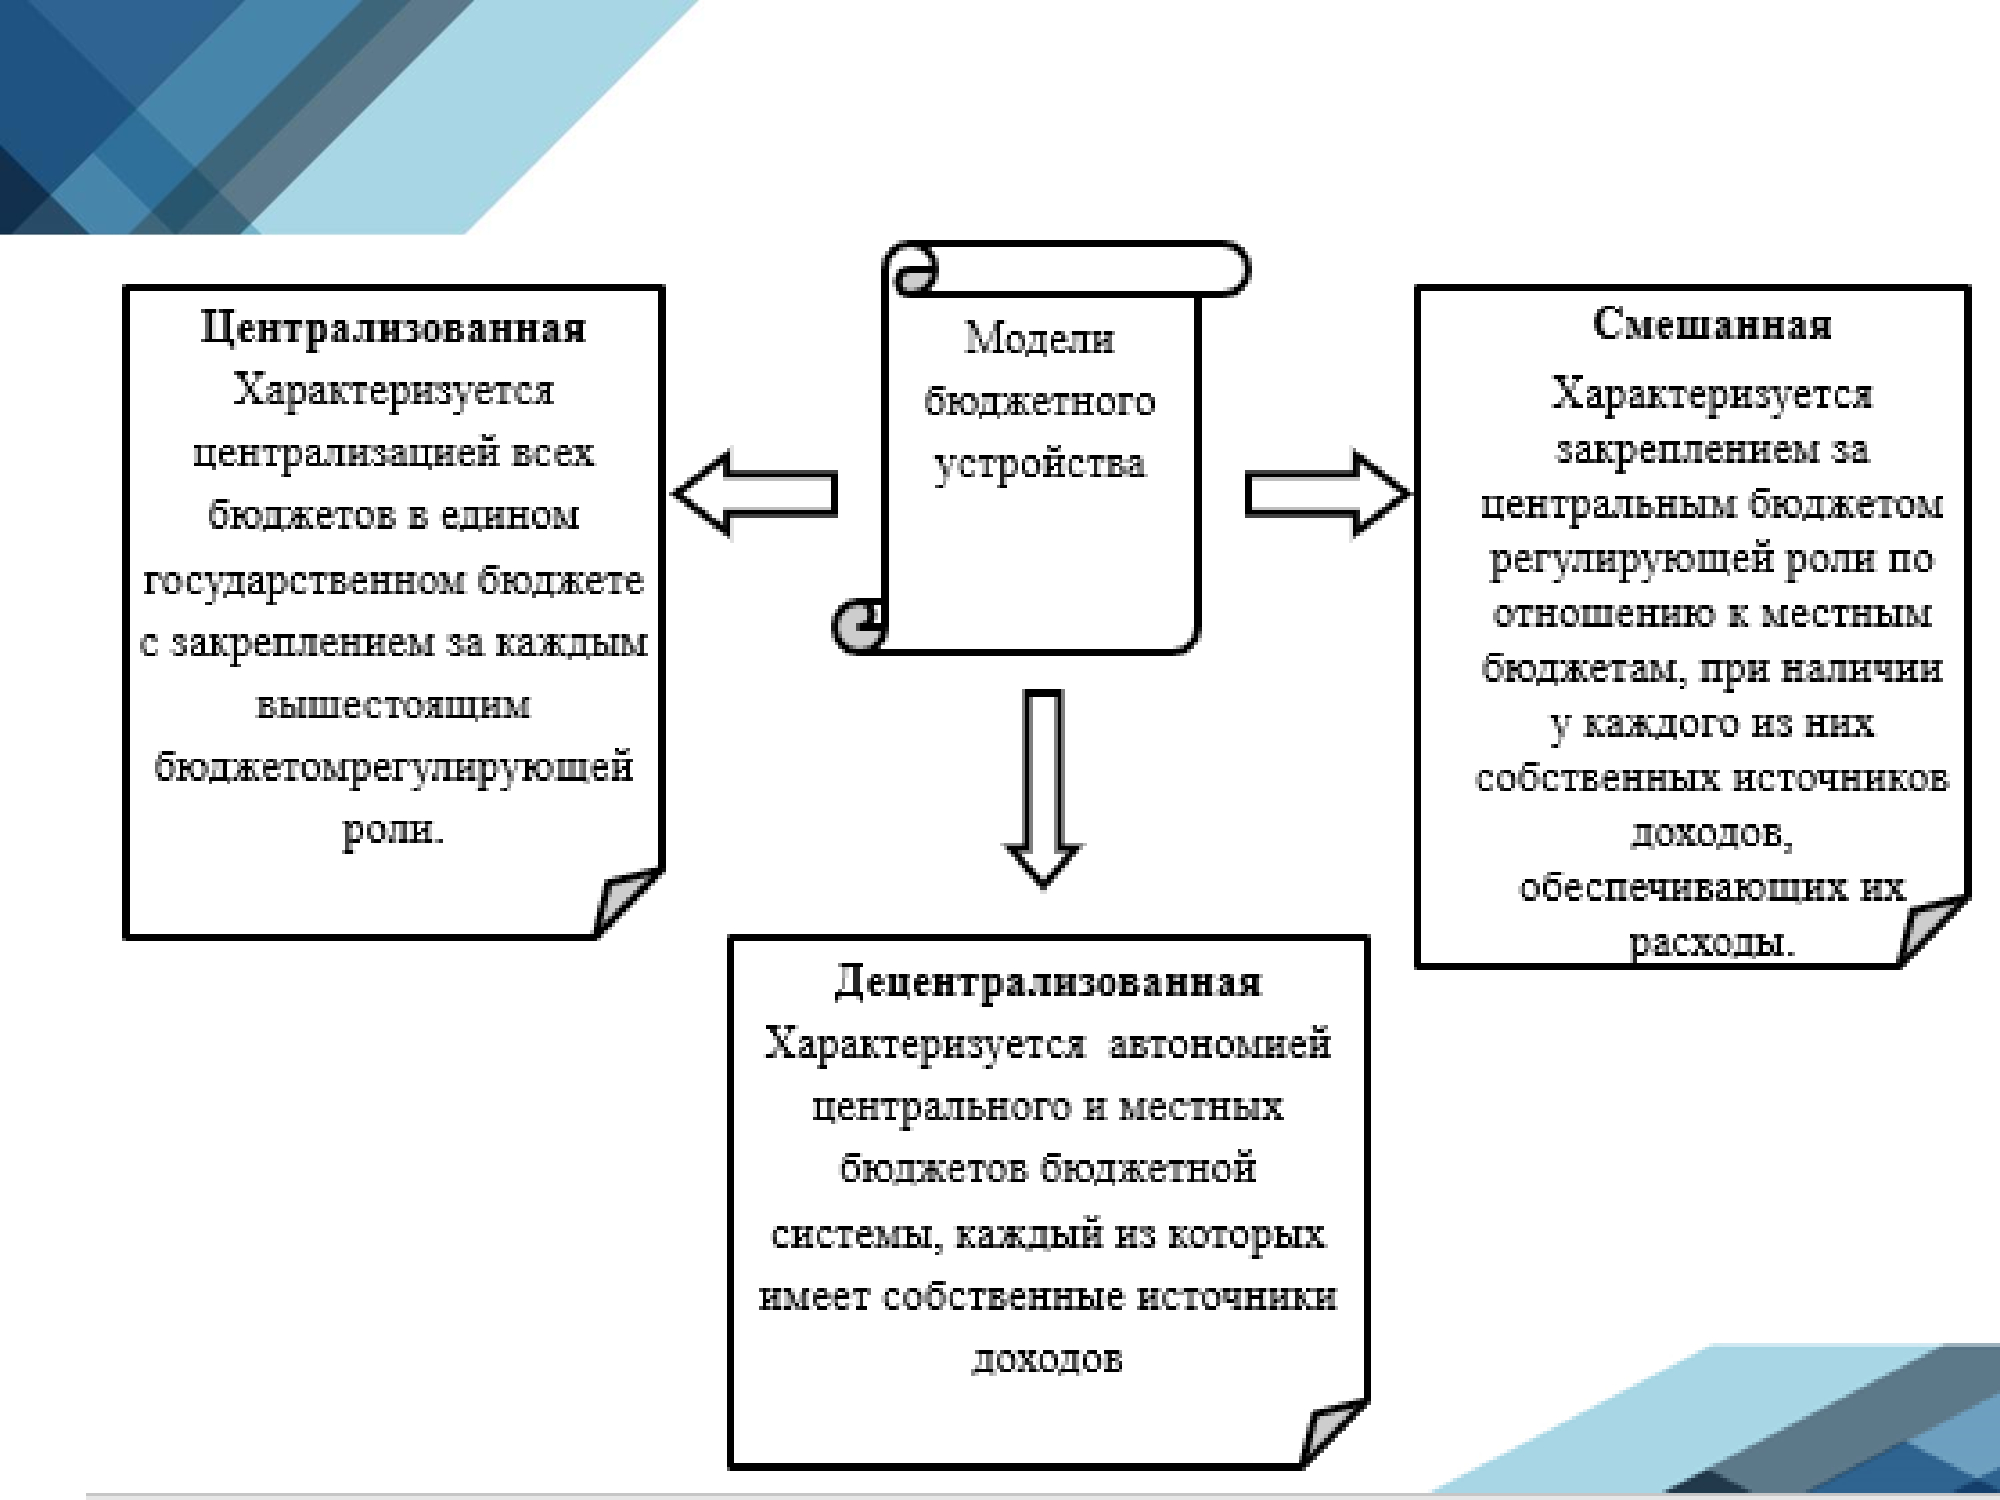 Модели
бюджетного
устройства
Централизованная
Характеризуется
централизацией всех
бюджетов в едином
государственном бюджете
с закреплением за каждым
вышестоящим
бюджетомрегулирующей
роли.
Смешанная
Характеризуется
закреплением за
центральным бюджетом
регулирующей роли по
отношению к местным
бюджетам, при наличии
у каждого из них
собственных источников
доходов,
обеспечивающих их
расходы.
Децентрализованная
Характеризуется автономией
центрального и местных
бюджетов бюджетной
системы, каждый из которых
имеет собственные источники
доходов